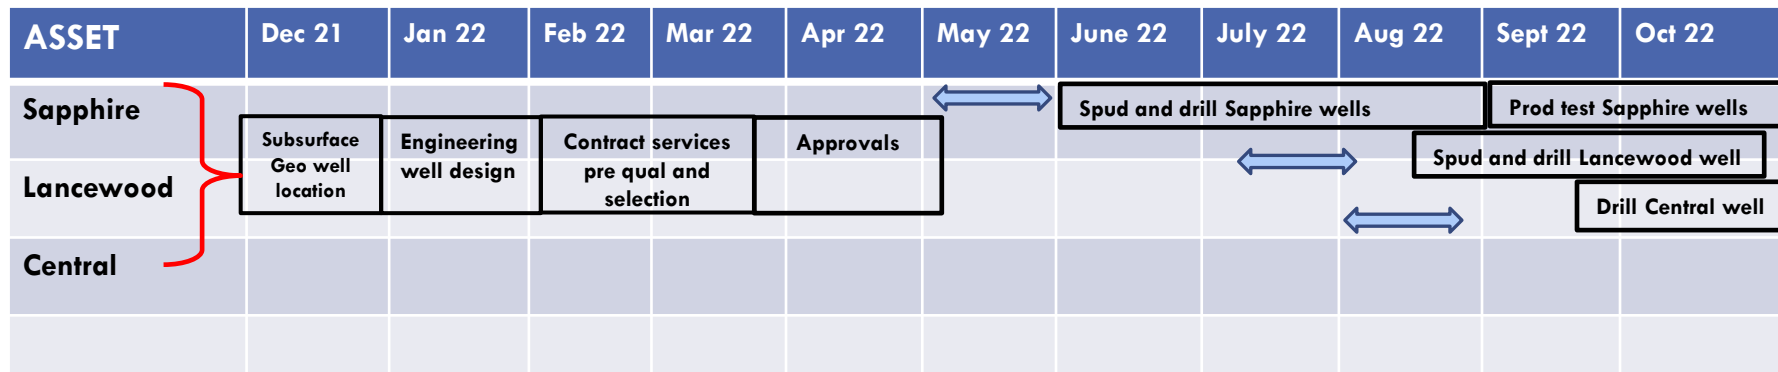 ASSET
Dec 21
Jan 22
Feb 22
Mar 22
Apr 22
May 22
June 22
July 22
Aug 22
Sept 22
Oct 22
Sapphire
Lancewood
Central
Subsurface
Geo well
location
Engineering
well design
Contract services
pre qual and
selection
Approvals
Spud and drill Sapphire wells
Prod test Sapphire wells
Spud and drill Lancewood well
Drill Central well